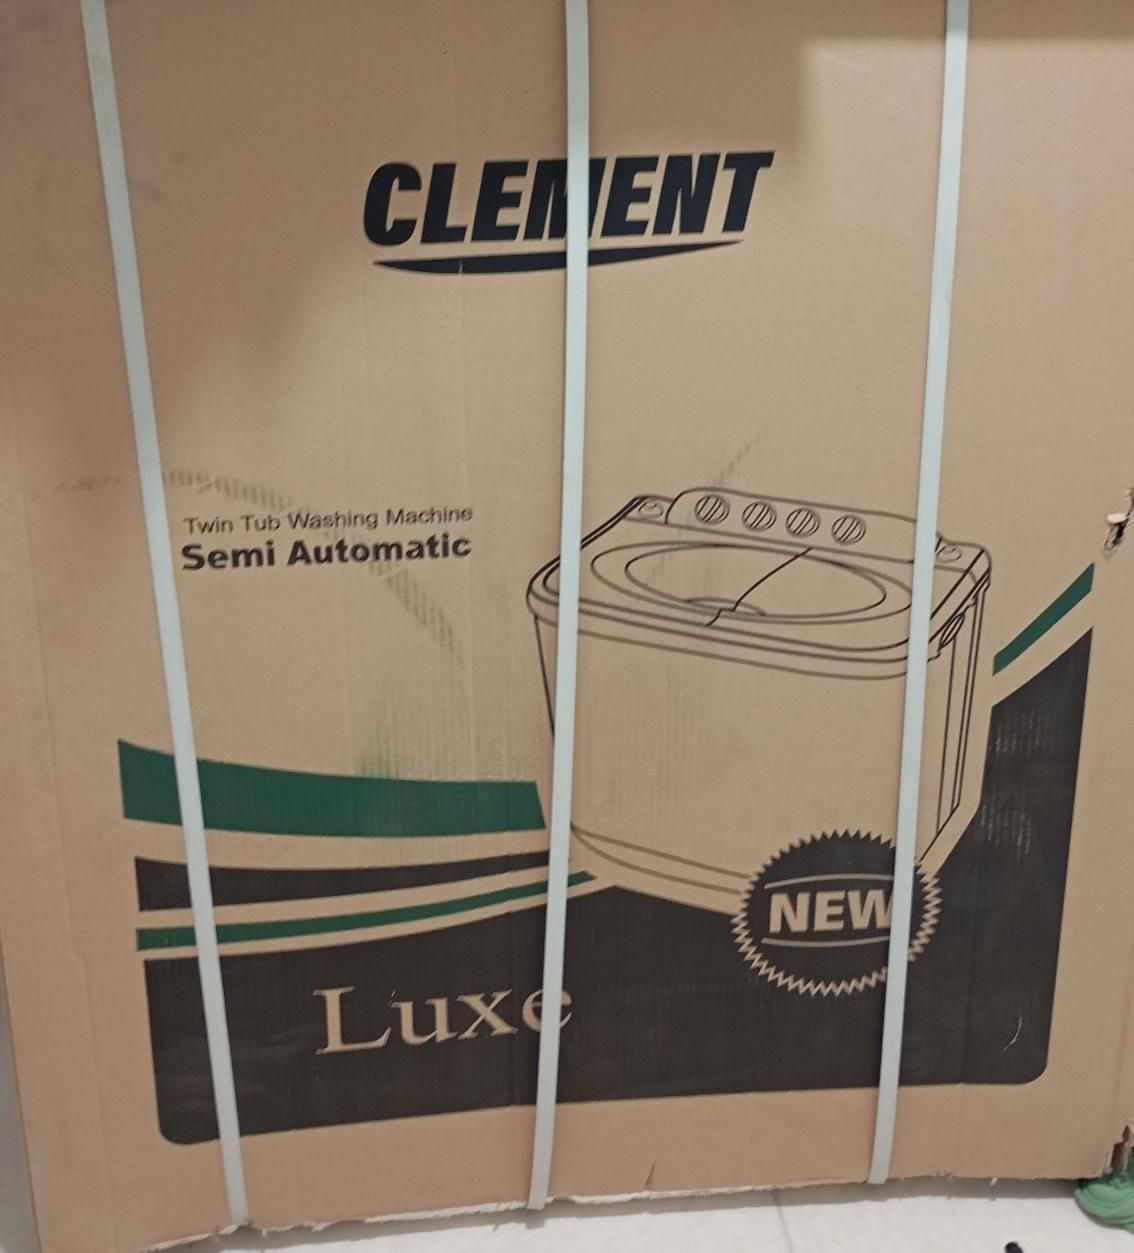 CLEMENT
Twin Tub Washing Machine
Semi Automatic
NEW
Luxe